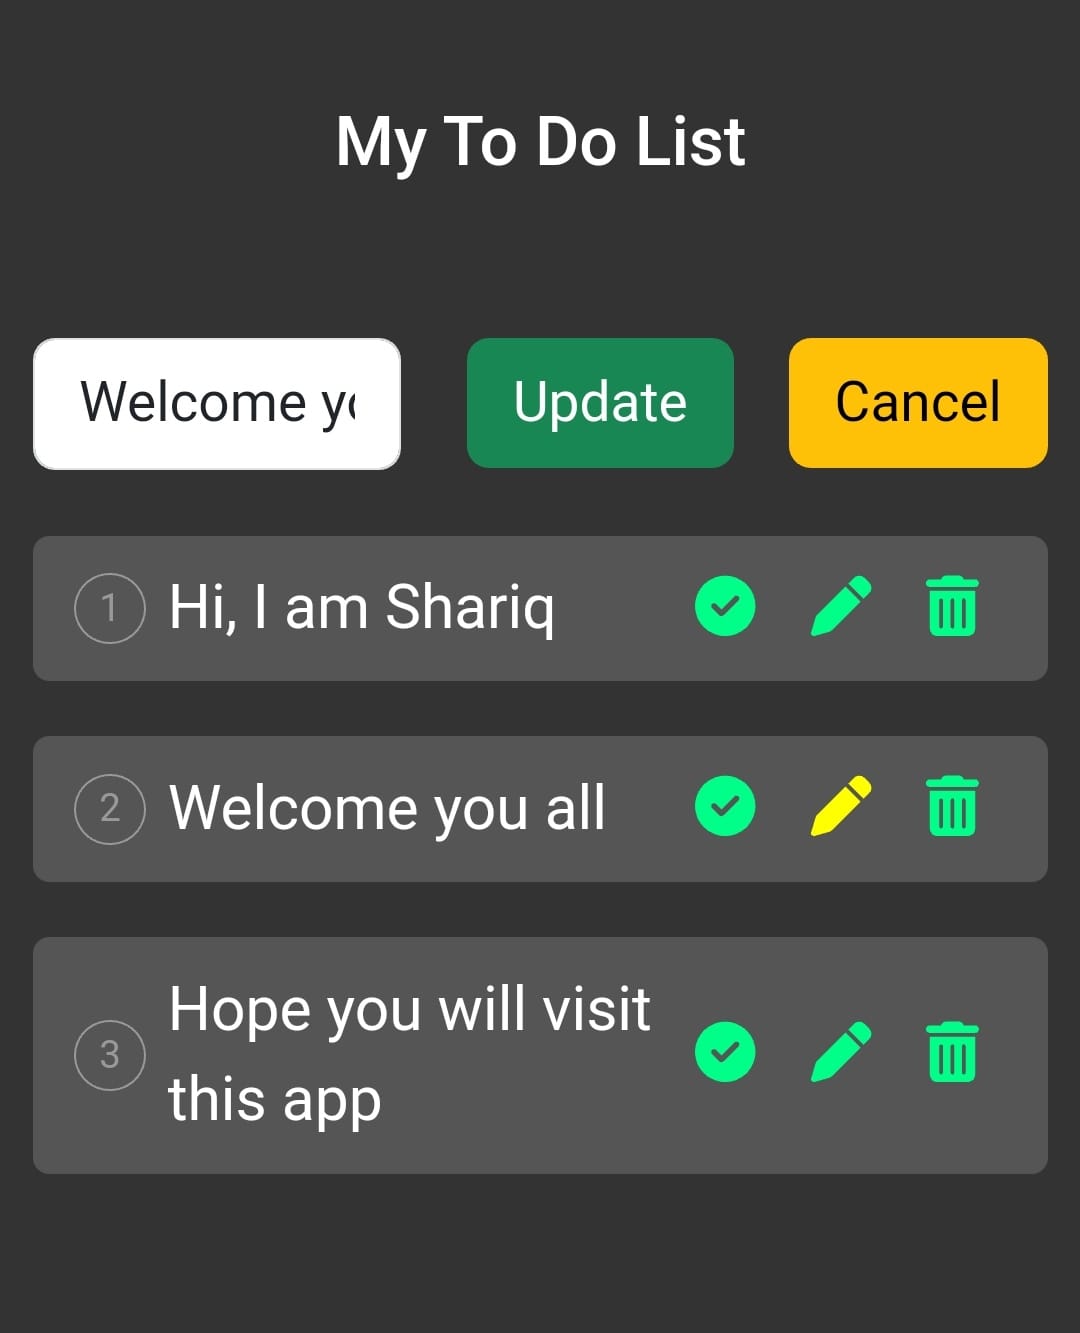 My To Do List
Welcome yo
Update
Cancel
1 Hi, I am Shariq
2 Welcome you all
3 Hope you will visit
this app